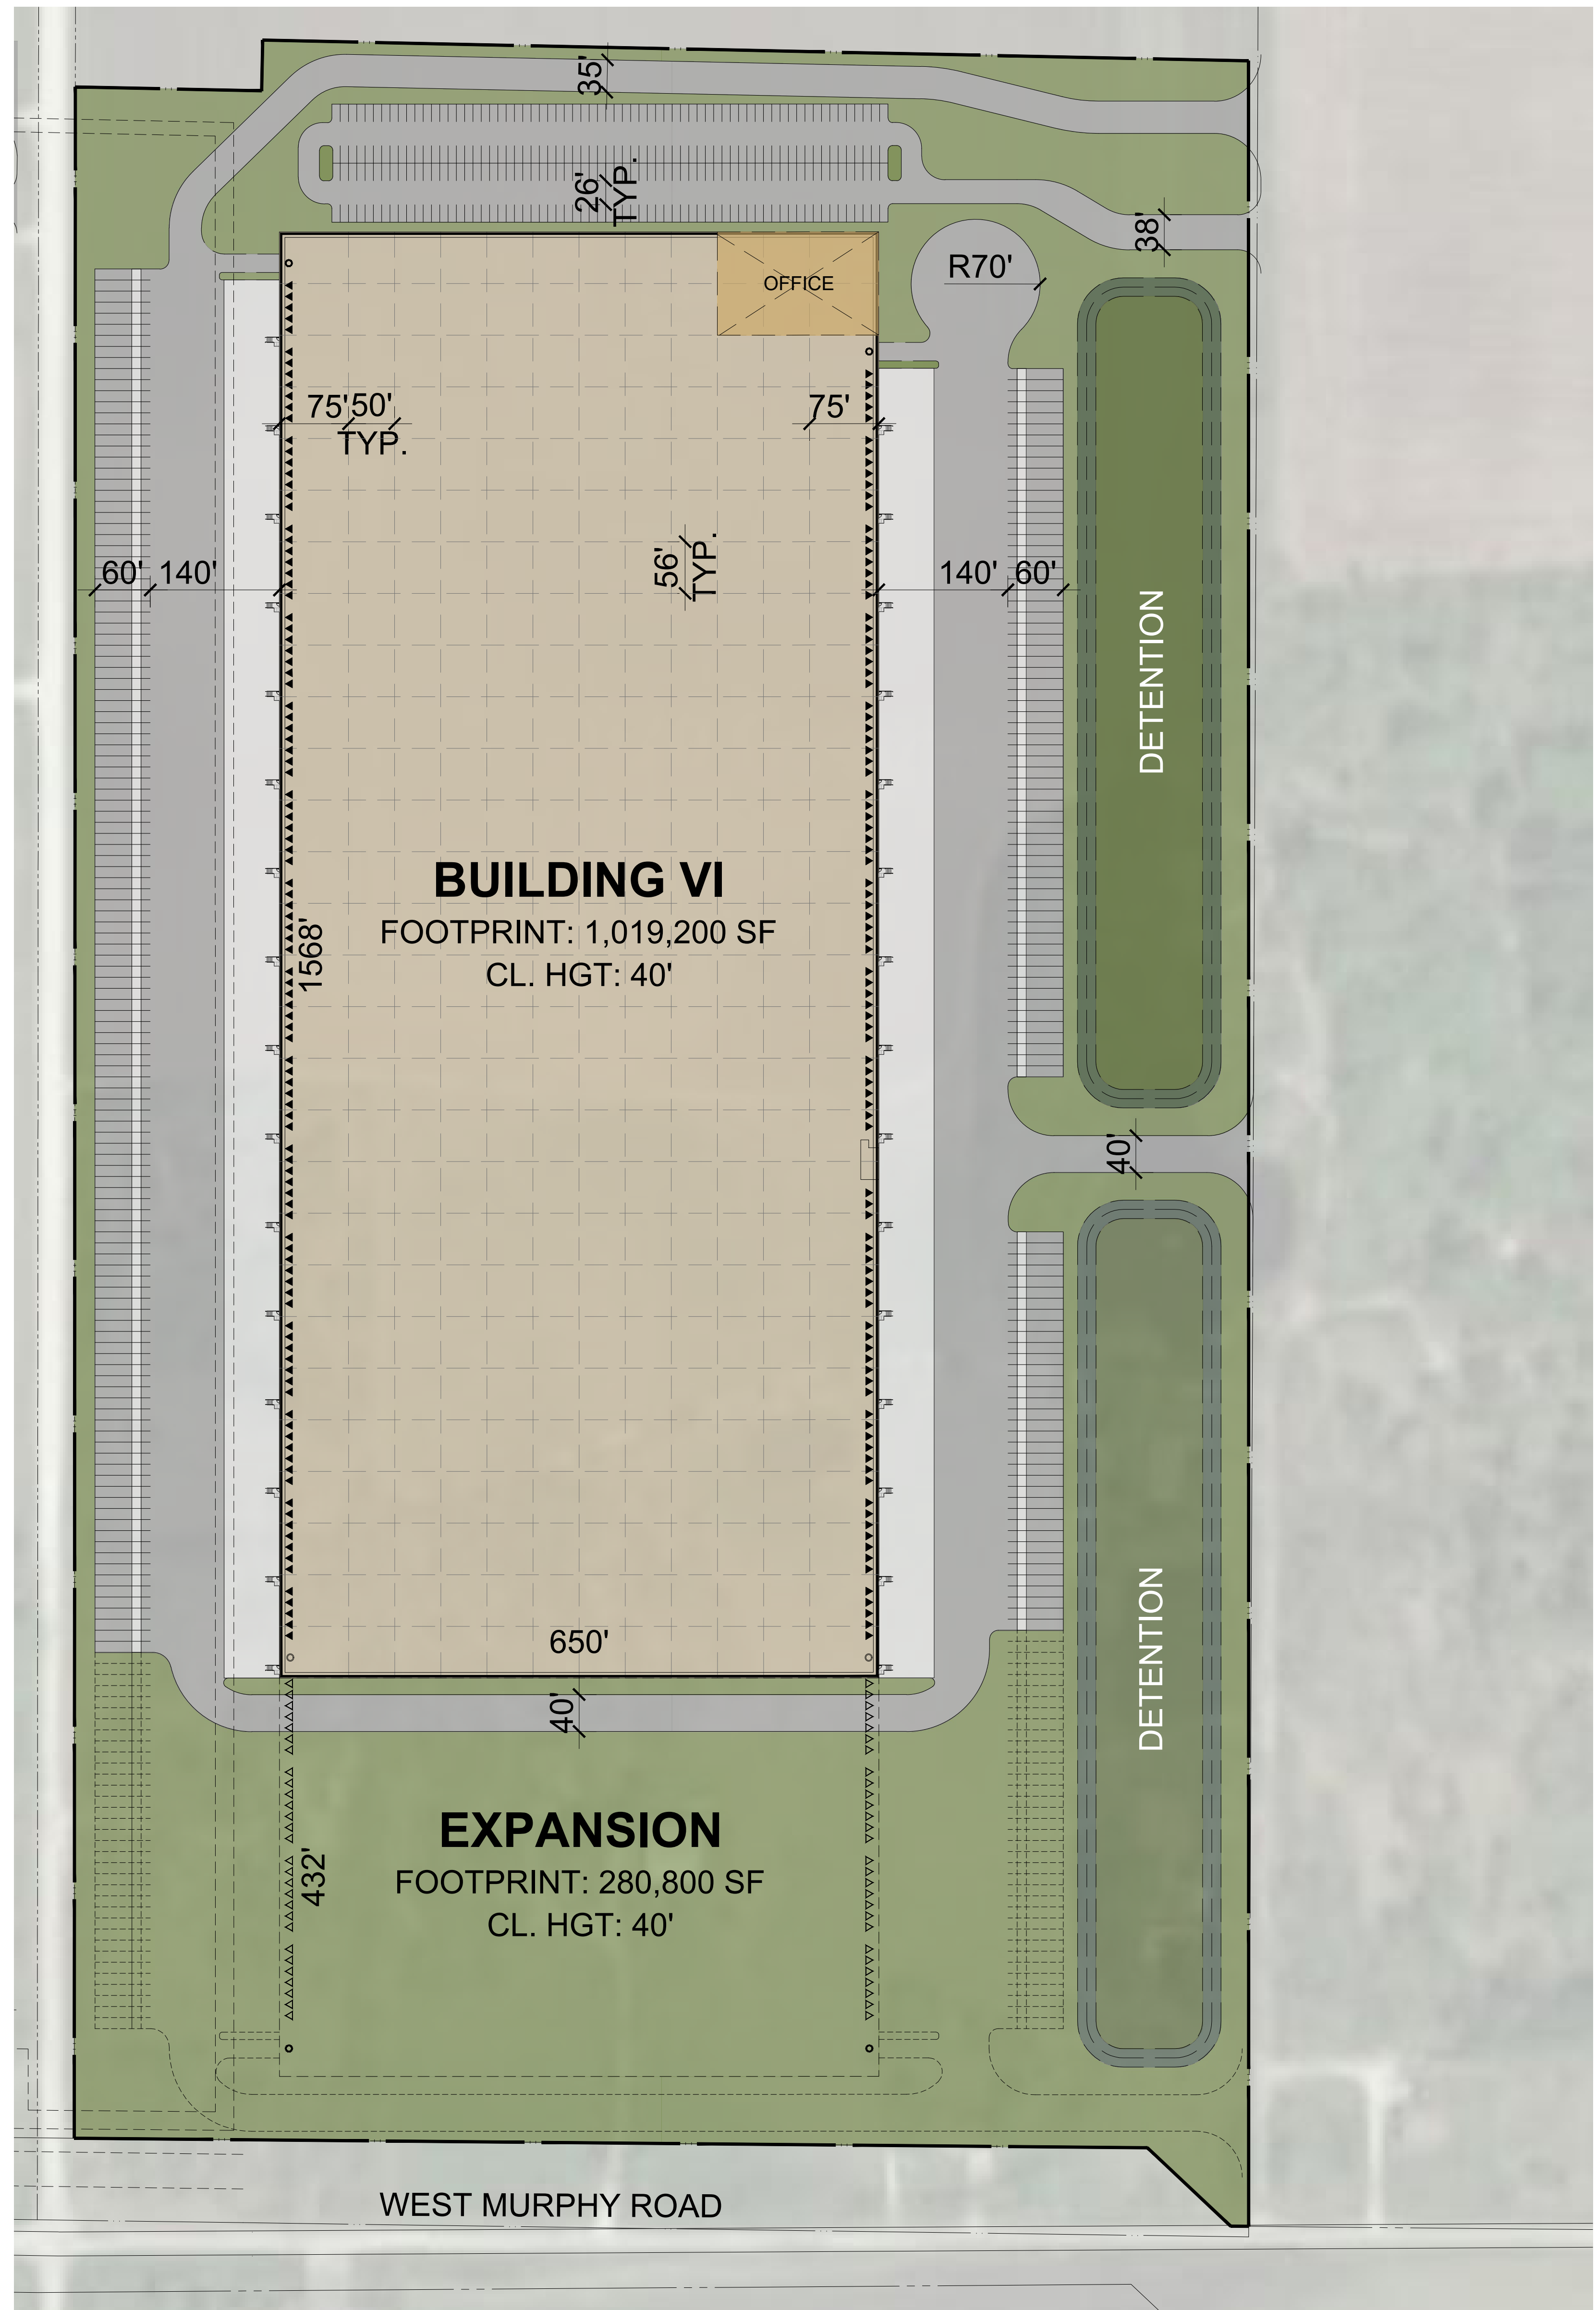 35'
26'
TYP.
38'
R70'
OFFICE
75'
50'
TYP.
75'
56'
TYP.
60'
140'
140'
60'
DETENTION
BUILDING VI
FOOTPRINT: 1,019,200 SF
CL. HGT: 40'
1568'
40'
650'
40'
DETENTION
EXPANSION
FOOTPRINT: 280,800 SF
CL. HGT: 40'
432'
WEST MURPHY ROAD